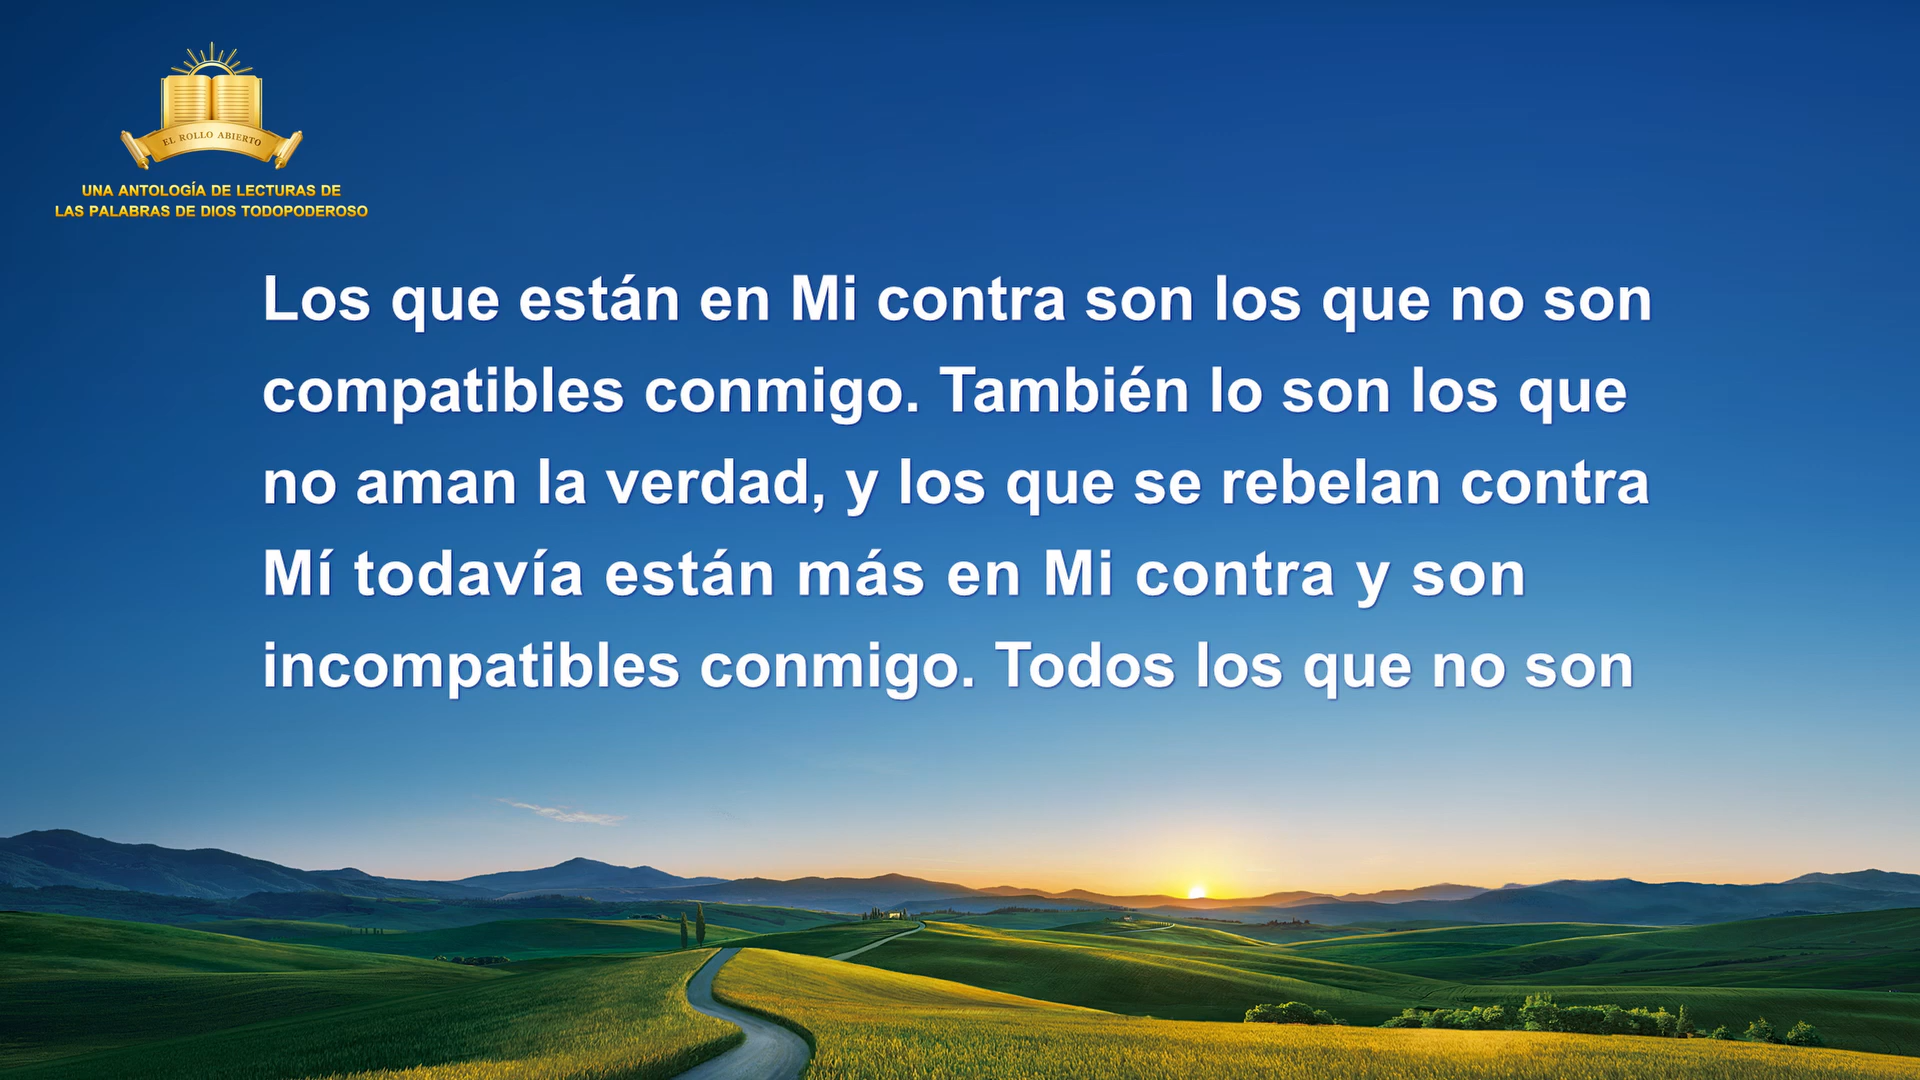 EL ROLLO ABIERTO
UNA ANTOLOGÍA DE LECTURAS DE
LAS PALABRAS DE DIOS TODOPODEROSO
Los que están en Mi contra son los que no son
compatibles conmigo. También lo son los que
no aman la verdad, y los que se rebelan contra
Mí todavía están más en Mi contra y son
incompatibles conmigo. Todos los que no son